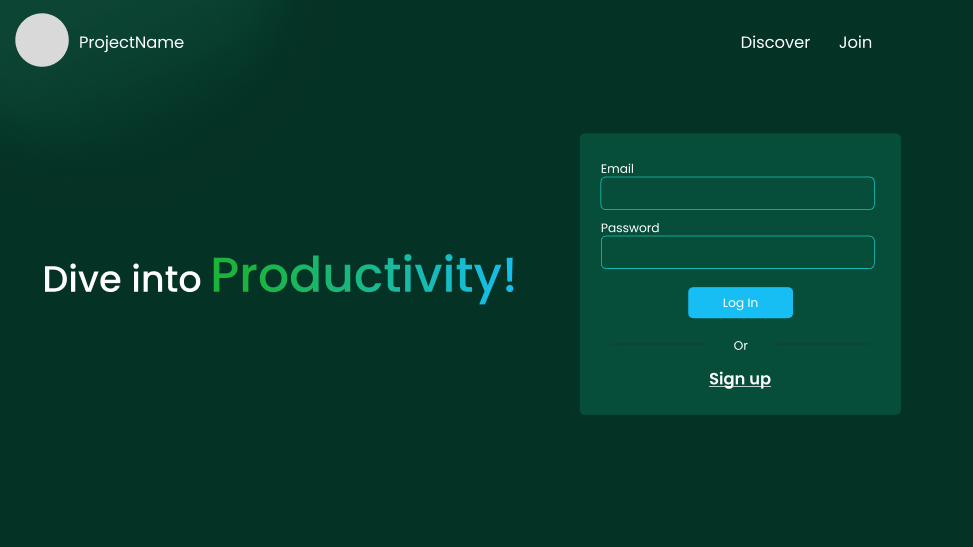 ProjectName
Discover
Join
Dive into Productivity!
Email
Password
Log In
Or
Sign up